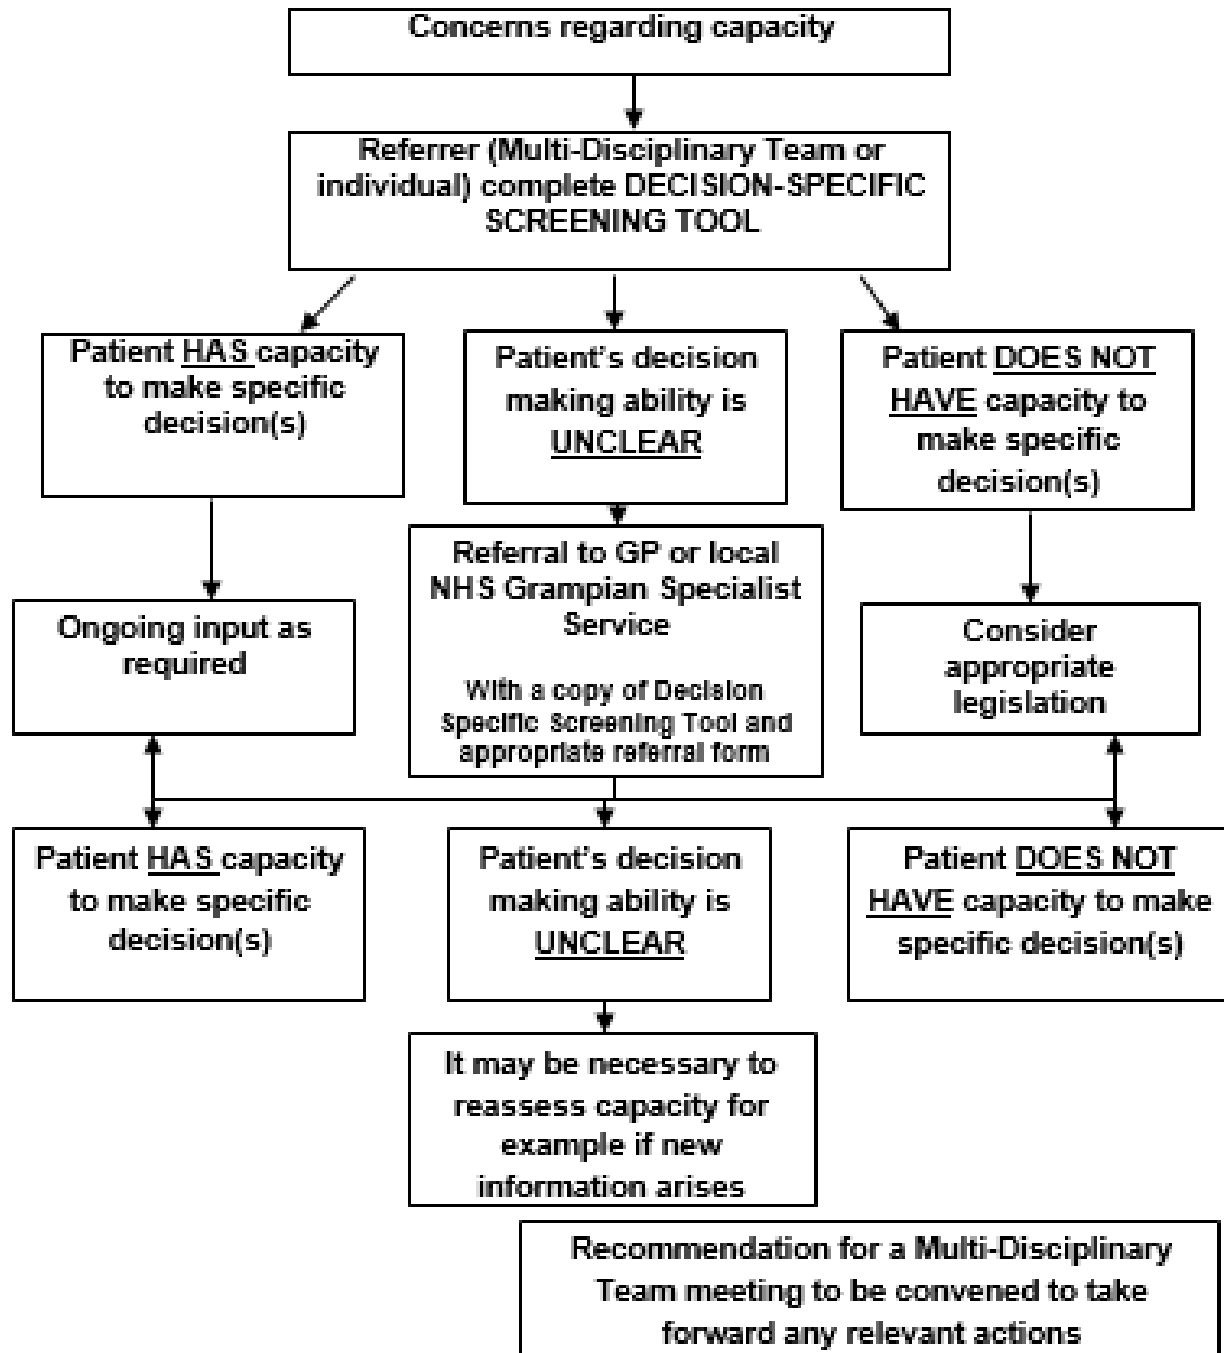 Concerns regarding capacity
Referrer (Multi-Disciplinary Team or
individual) complete DECISION-SPECIFIC
SCREENING TOOL
Patient HAS capacity
to make specific
decision(s)
Patient's decision
making ability is
UNCLEAR
Patient DOES NOT
HAVE capacity to
make specific
decision(s)
Ongoing input as
required
Referral to GP or local
NHS Grampian Specialist
Service
With a copy of Decision
Specific Screening Tool and
appropriate referral form
Consider
appropriate
legislation
Patient HAS capacity
to make specific
decision(s)
Patient's decision
making ability is
UNCLEAR
Patient DOES NOT
HAVE capacity to make
specific decision(s)
It may be necessary to
reassess capacity for
example if new
information arises
Recommendation for a Multi-Disciplinary
Team meeting to be convened to take
forward any relevant actions